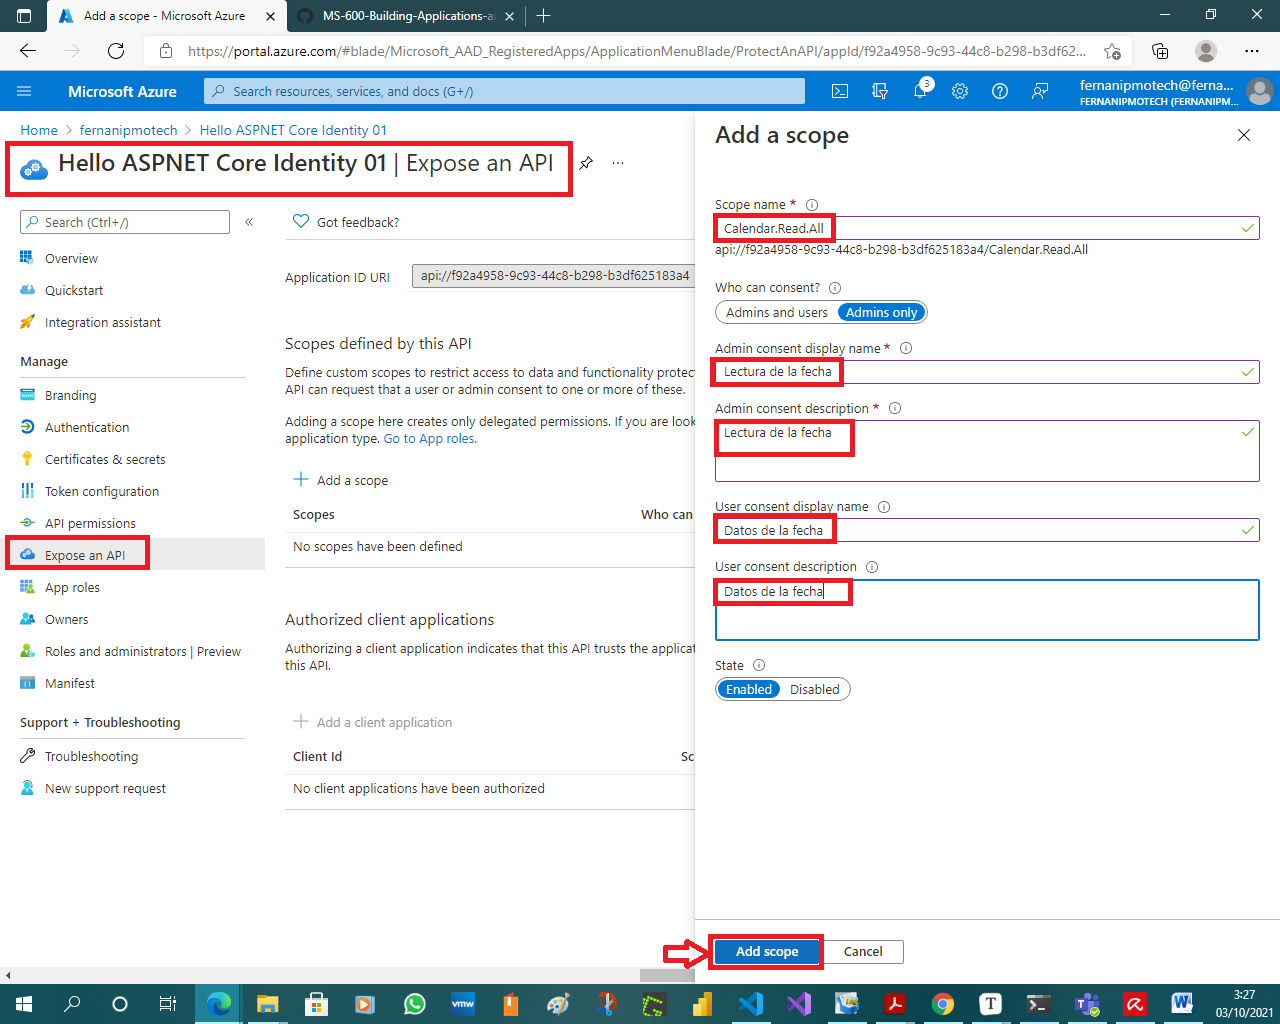 Add a scope - Microsoft Azure
MS-600-Building-Applications-a
https://portal.azure.com/#blade/Microsoft_AAD_RegisteredApps/ApplicationMenuBlade/ProtectAnAPI/appId/f92a4958-9c93-44c8-b298-b3df62...
Microsoft Azure
Search resources, services, and docs (G+/)
3
fernanipmotech@ferna...
FERNANIPMOTECH (FERNANIPM...
Home > fernanipmotech > Hello ASPNET Core Identity 01
Hello ASPNET Core Identity 01 | Expose an API
...
Search (Ctrl+/)
«
Overview
Quickstart
Integration assistant
Manage
Branding
Authentication
Certificates & secrets
Token configuration
API permissions
Expose an API
App roles
Owners
Roles and administrators | Preview
Manifest
Support + Troubleshooting
Troubleshooting
New support request
Got feedback?
Application ID URI
api://f92a4958-9c93-44c8-b298-b3df625183a4
Scopes defined by this API
Define custom scopes to restrict access to data and functionality protec
API can request that a user or admin consent to one or more of these.
Adding a scope here creates only delegated permissions. If you are look
application type. Go to App roles.
+ Add a scope
Scopes
Who can
No scopes have been defined
Authorized client applications
Authorizing a client application indicates that this API trusts the applicat
this API.
+ Add a client application
Client Id
Sc
No client applications have been authorized
Add a scope
Scope name *
Calendar.Read.All
api://f92a4958-9c93-44c8-b298-b3df625183a4/Calendar.Read.All
Who can consent?
Admins and users
Admins only
Admin consent display name *
Lectura de la fecha
Admin consent description *
Lectura de la fecha
User consent display name
Datos de la fecha
User consent description
Datos de la fecha
State
Enabled
Disabled
Add scope
Cancel
vmw
T
W
3:27
03/10/2021